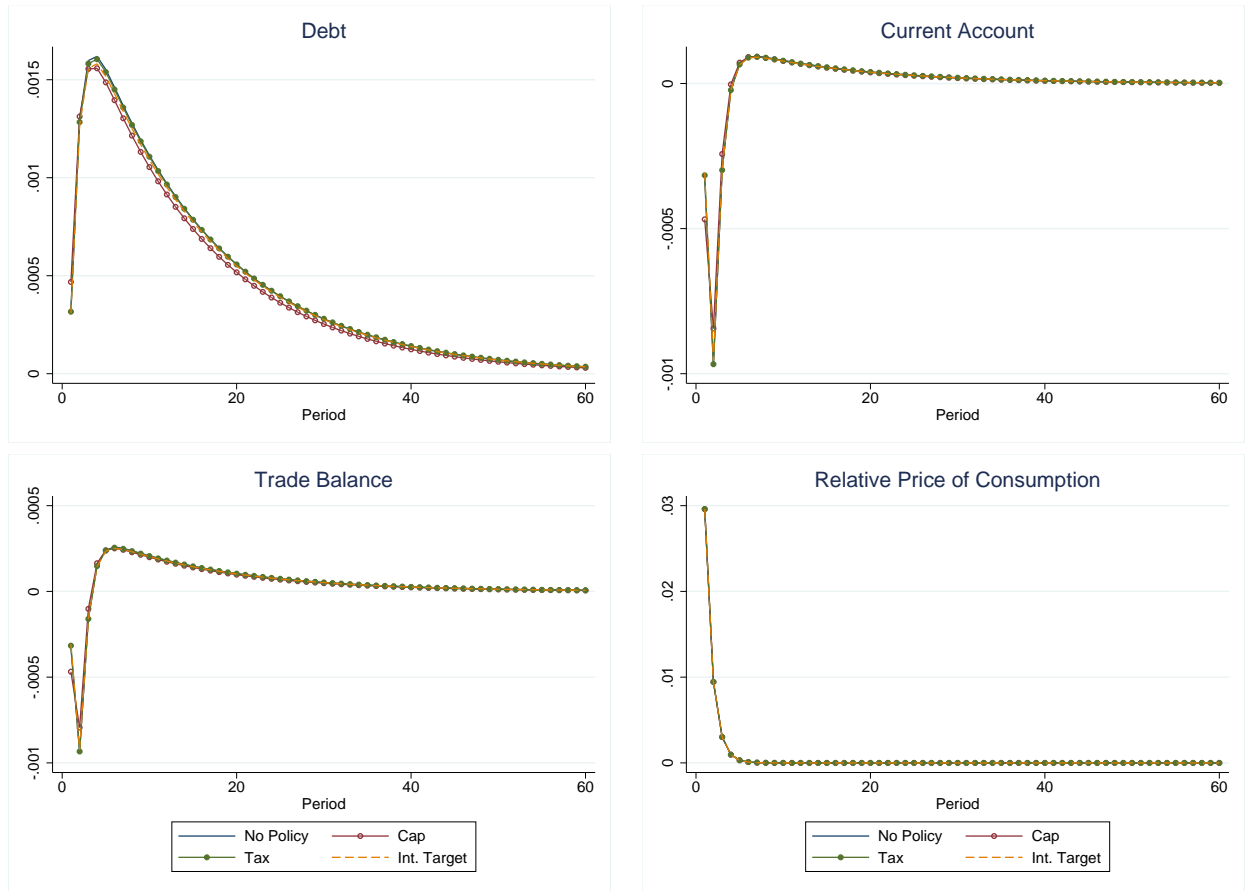 Debt
.0015
.001
.0005
0
0 20 40 60
Period
Current Account
0
-.0005
-.001
0 20 40 60
Period
Trade Balance
.0005
0
-.0005
-.001
0 20 40 60
Period
No Policy Cap
Tax Int. Target
Relative Price of Consumption
.03
.02
.01
0
0 20 40 60
Period
No Policy Cap
Tax Int. Target